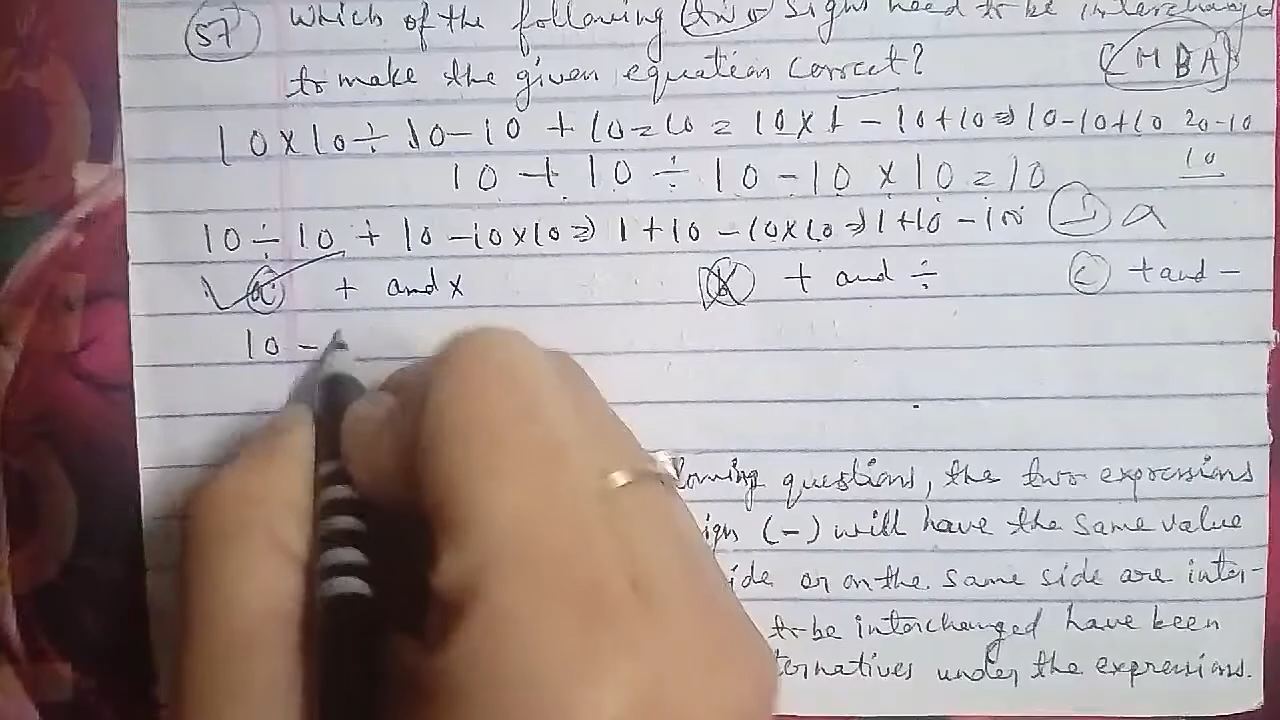 57 Which of the following two signs need to be interchanged
to make the given equation correct? (MBA)
10×10÷10-10+10=10=10×1-10+10⇒10-10+10 20-10
10+10÷10-10×10=10 10
10÷10+10-10×10⇒1+10-10×10⇒1+10-100
+ and × + and ÷ (c) + and -
10 -
questions, the two expressions
(-) will have the same value
or on the same side are inter-
to be interchanged have been
under the expressions.